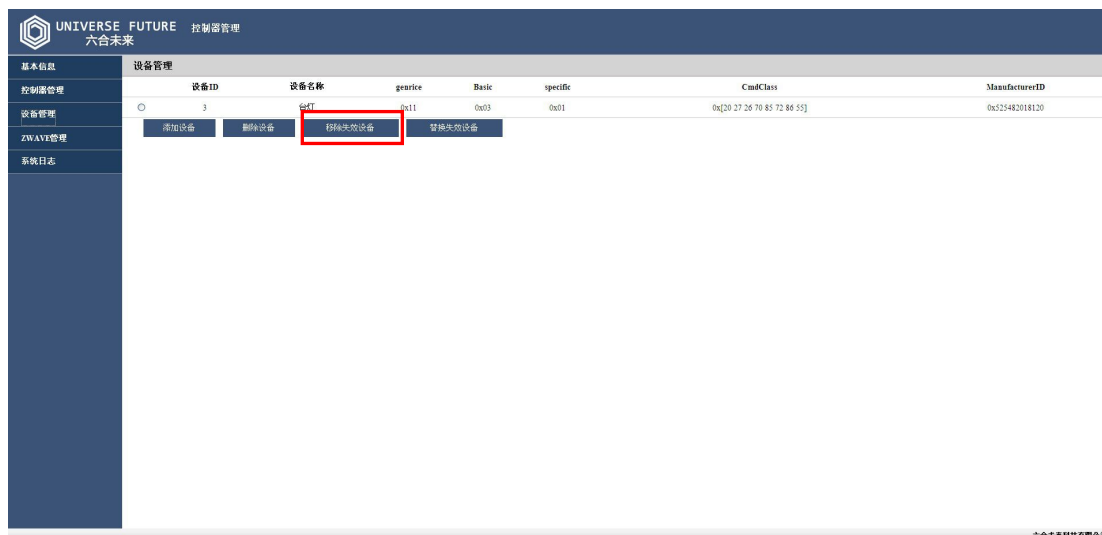 UNIVERSE FUTURE 控制器管理
六合未来
基本信息
控制器管理
设备管理
ZWAVE管理
系统日志
设备管理
设备ID 设备名称 genrice Basic specific CmdClass ManufacturerID
3 台灯 0x11 0x03 0x01 0x[20 27 26 70 85 72 86 55] 0x525482018120
添加设备 删除设备 移除失效设备 替换失效设备